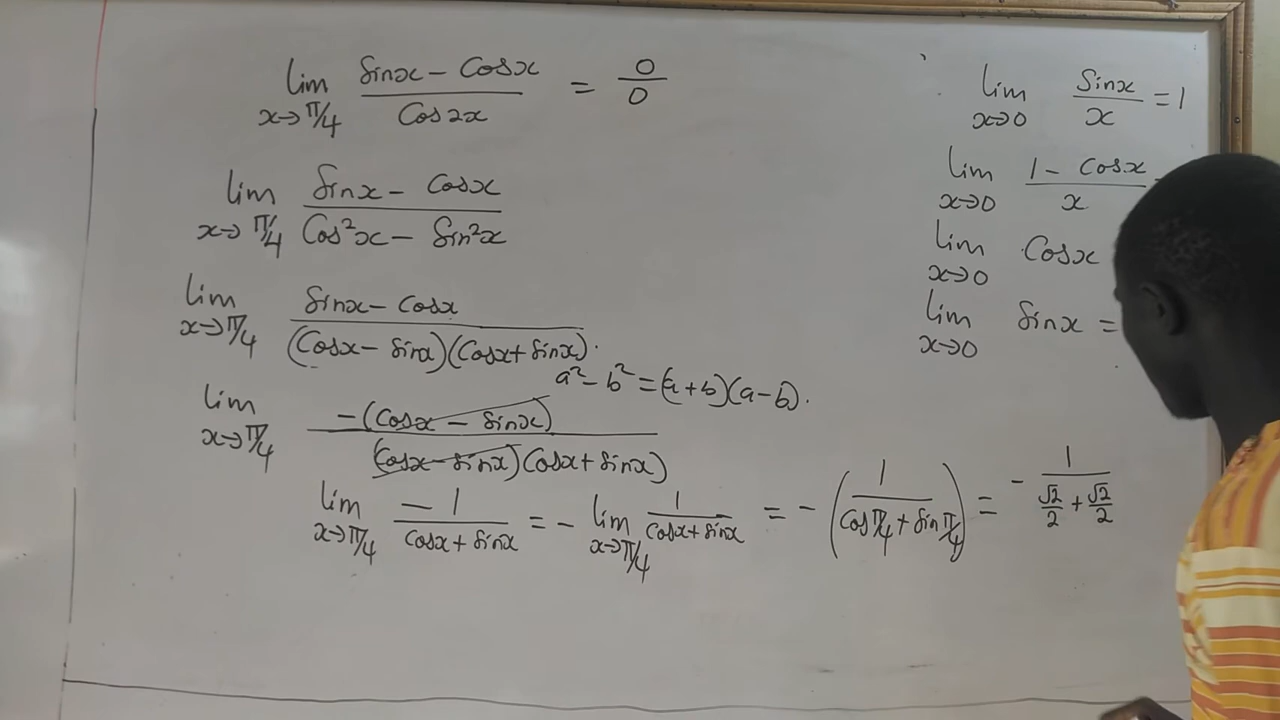 lim x→π/4 (Sinx − Cosx)/(Cos2x) = 0/0
lim x→π/4 (Sinx − Cosx)/(Cos²x − Sin²x)
lim x→π/4 (Sinx − Cosx)/((Cosx − Sinx)(Cosx + Sinx)).
a² − b² = (a + b)(a − b).
lim x→π/4 −(Cosx − Sinx)/((Cosx − Sinx)(Cosx + Sinx))
lim x→π/4 −1/(Cosx + Sinx) = − lim x→π/4 1/(Cosx + Sinx) = −(1/(Cosπ/4 + Sinπ/4)) = − 1/(√2/2 + √2/2)
lim x→0 Sinx/x = 1
lim x→0 (1 − Cosx)/x
lim x→0 Cosx
lim x→0 Sinx =